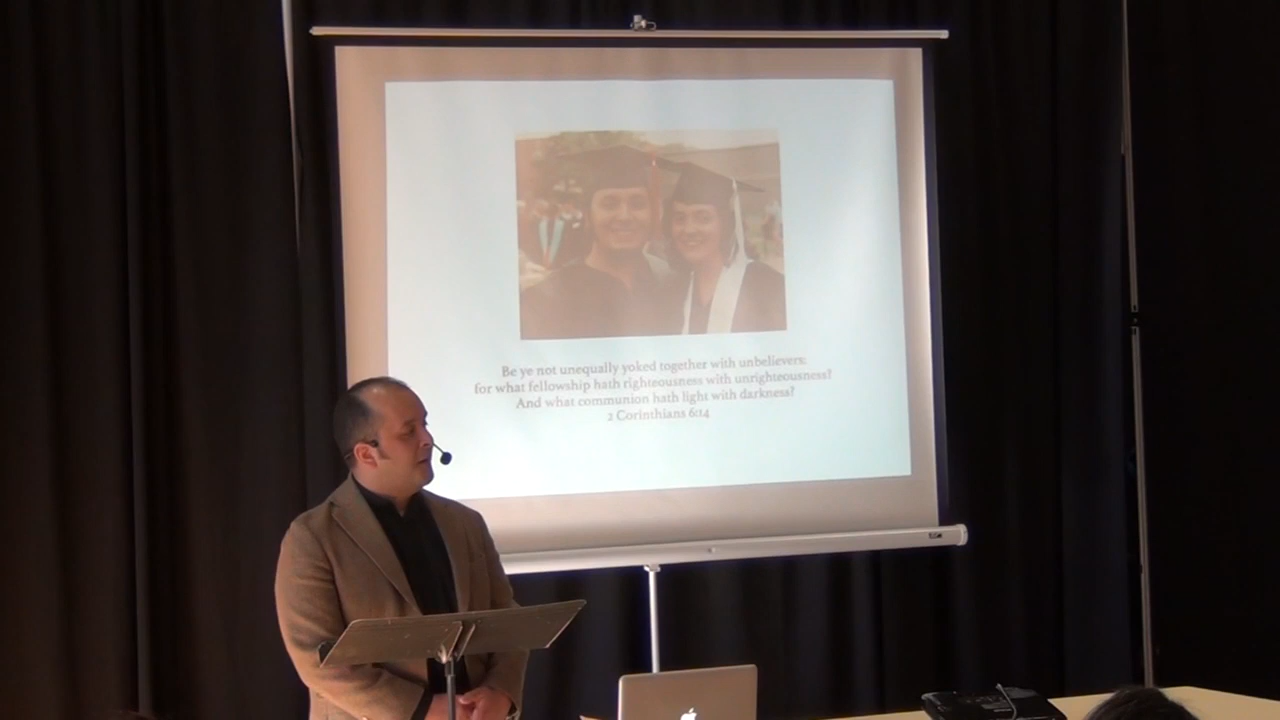 Be ye not unequally yoked together with unbelievers:
for what fellowship hath righteousness with unrighteousness?
And what communion hath light with darkness?
2 Corinthians 6:14